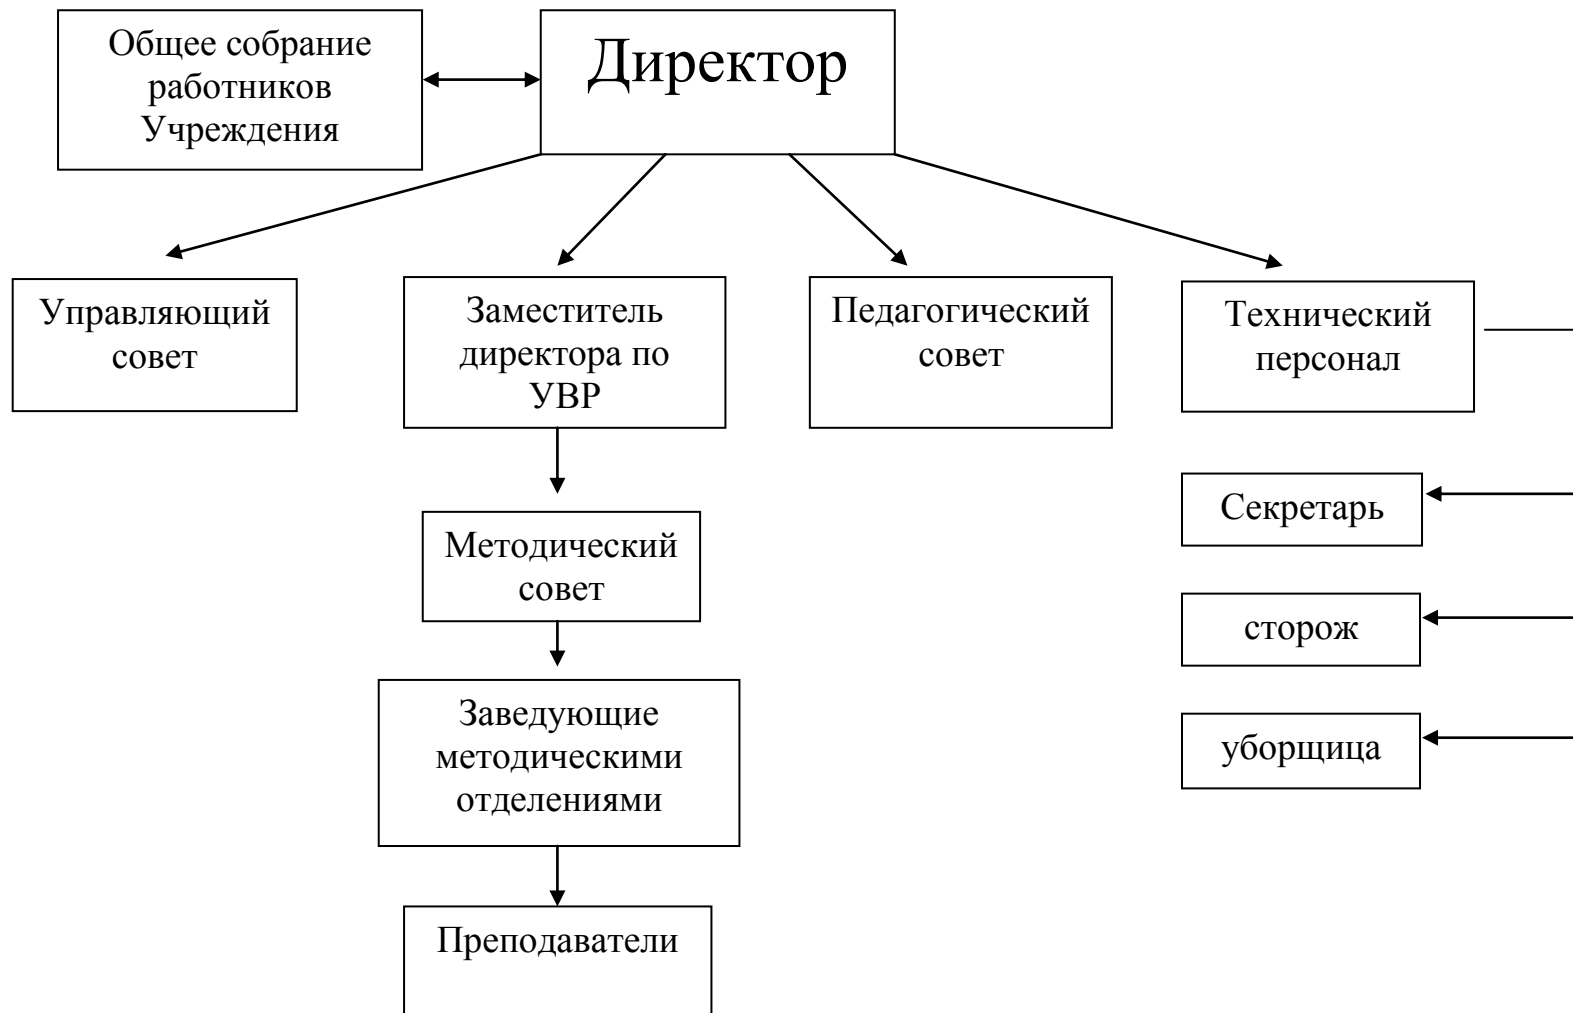 Общее собрание
работников
Учреждения
Директор
Управляющий
совет
Заместитель
директора по
УВР
Педагогический
совет
Технический
персонал
Методический
совет
Секретарь
сторож
Заведующие
методическими
отделениями
уборщица
Преподаватели